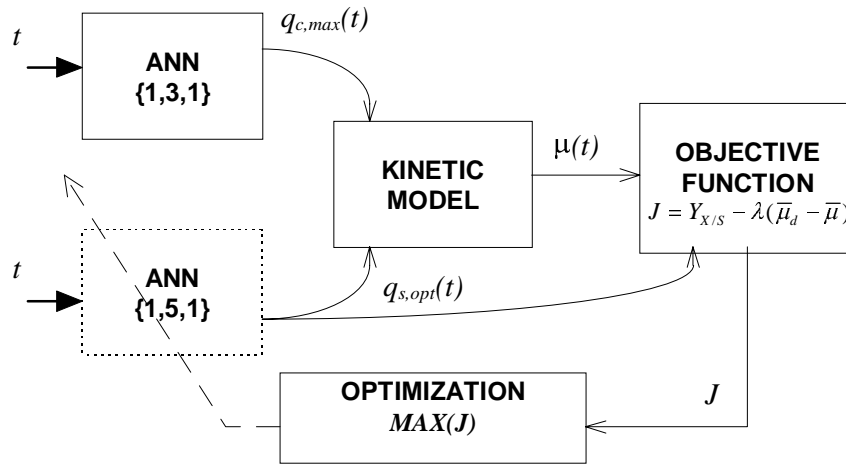 t
q_{c,max}(t)
ANN
{1,3,1}
KINETIC
MODEL
μ(t)
OBJECTIVE
FUNCTION
J = Y_{X/S} − λ(μ̅_d − μ̅)
t
ANN
{1,5,1}
q_{s,opt}(t)
OPTIMIZATION
MAX(J)
J